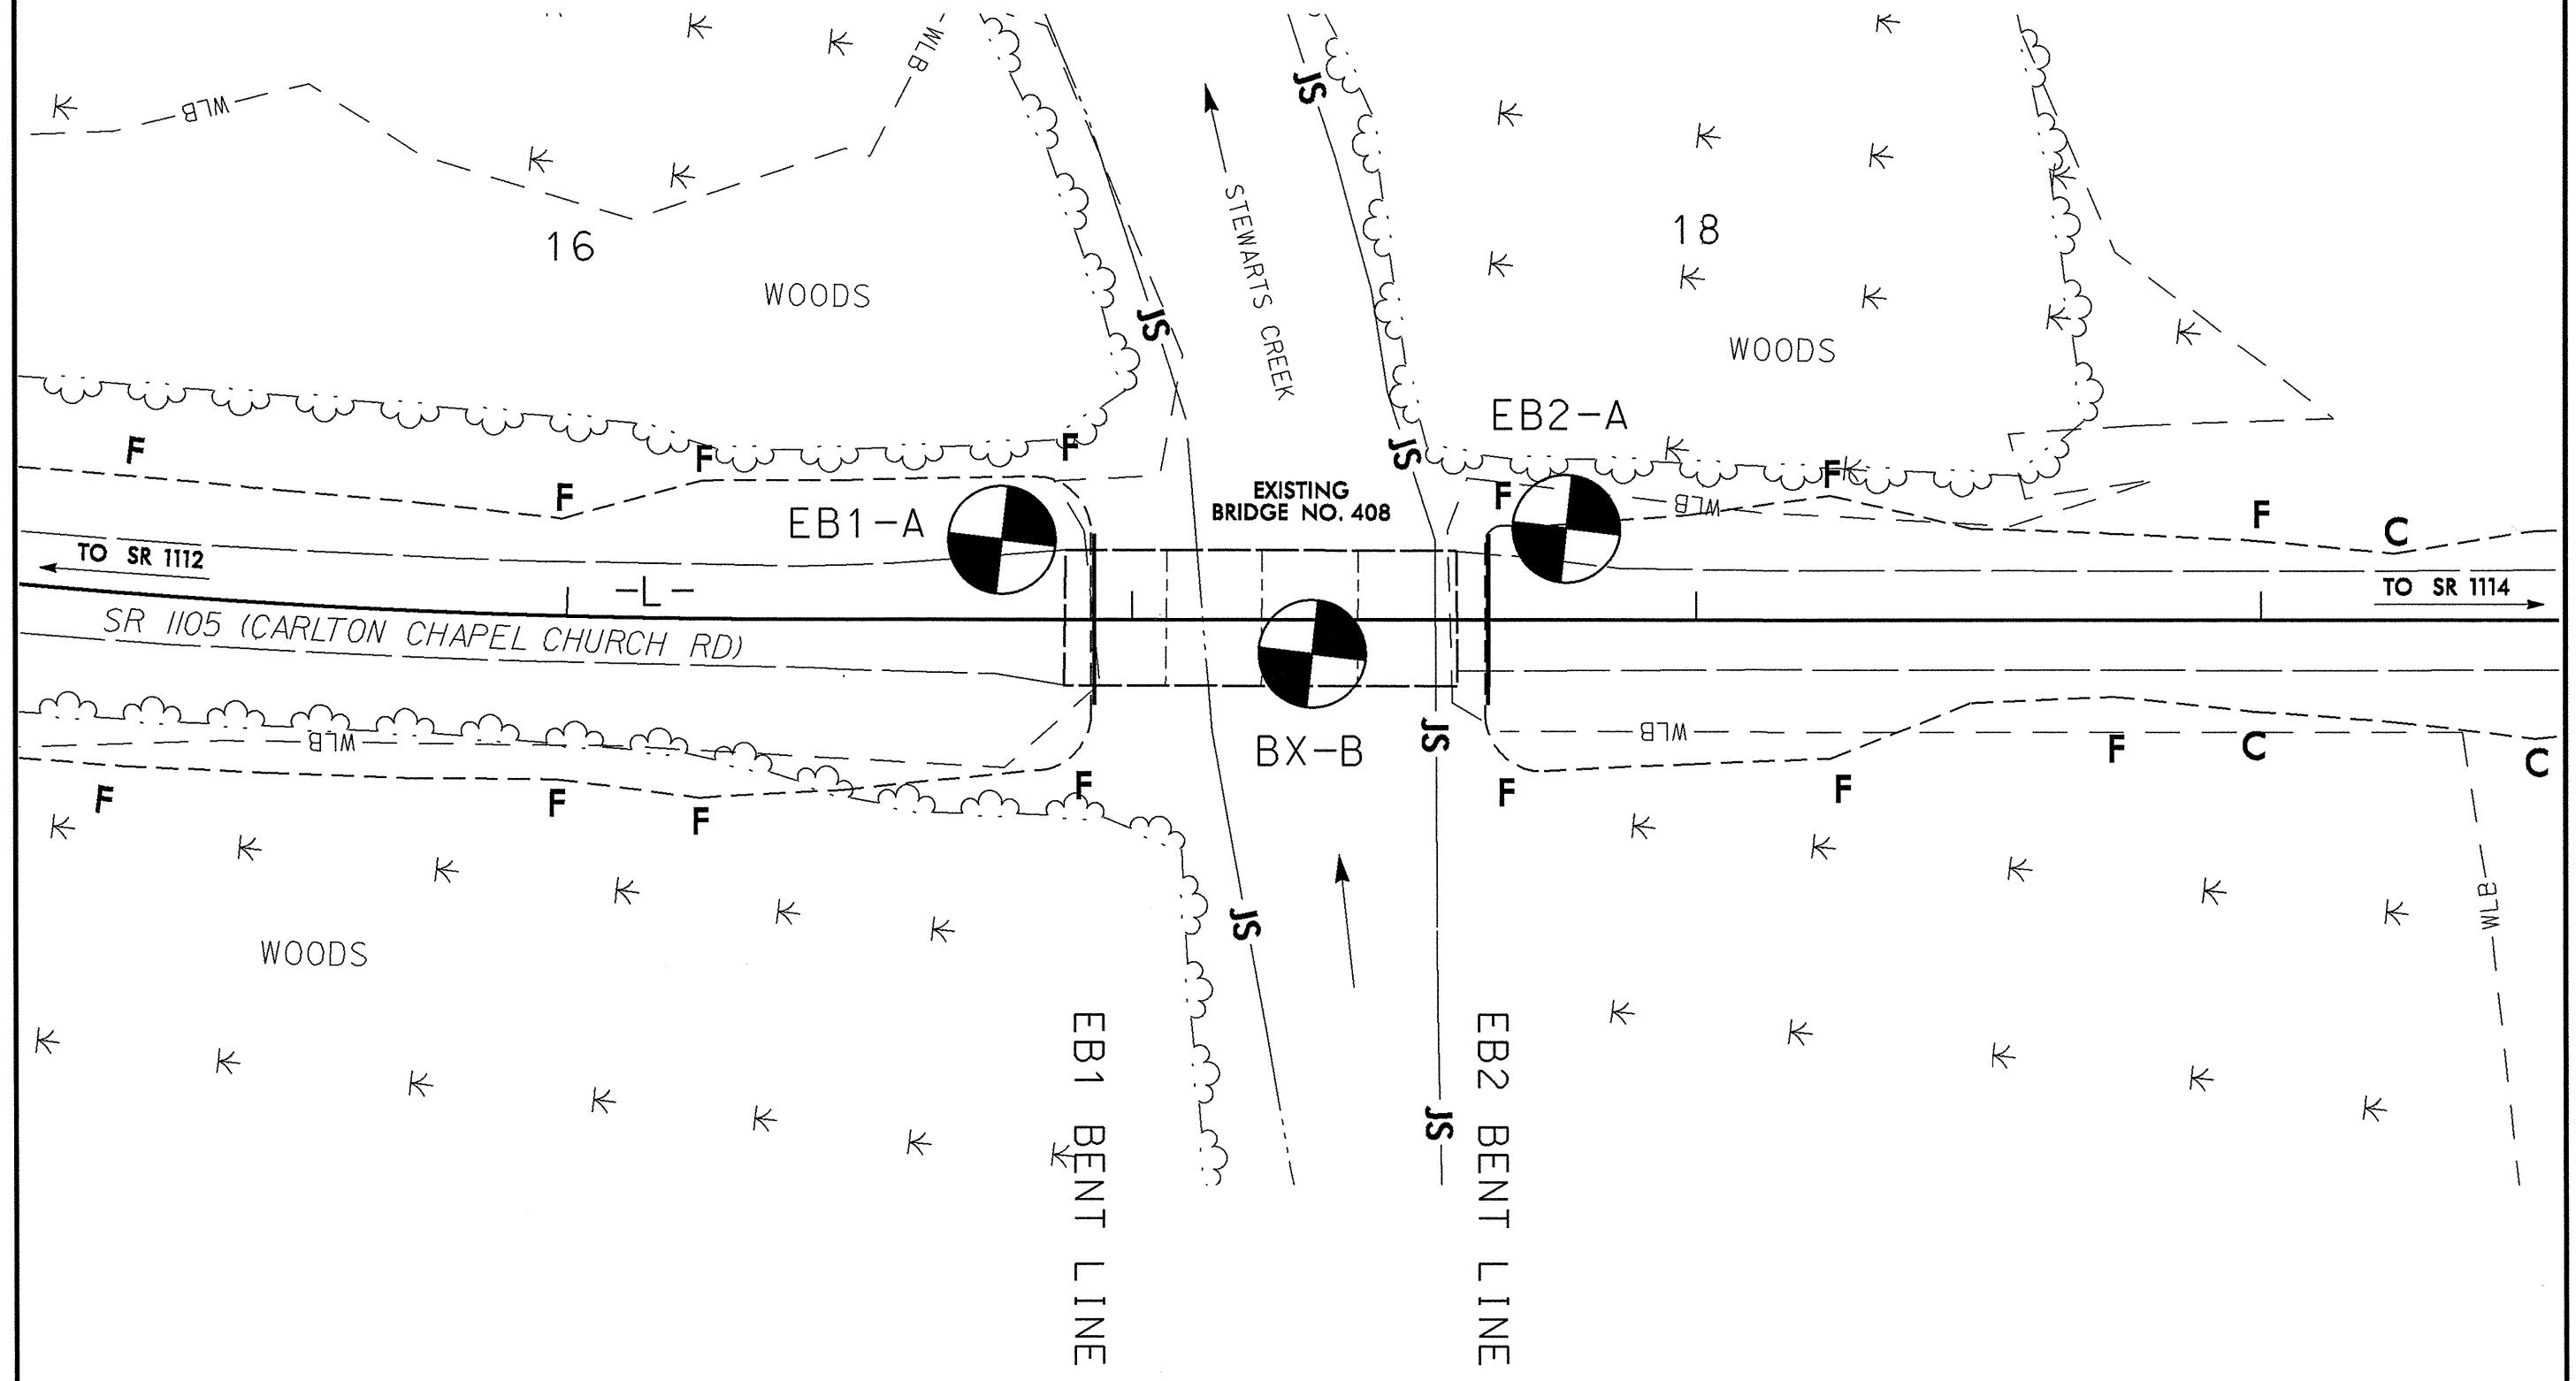 WLB
WLB
JS
16
18
STEWARTS CREEK
WOODS
JS
WOODS
EB2-A
F
F
F
F
JS
F
F
WLB
F
C
F
EB1-A
EXISTING
BRIDGE NO. 408
TO SR 1112
-L-
TO SR 1114
SR 1105 (CARLTON CHAPEL CHURCH RD)
WLB
BX-B
JS
WLB
F
C
C
F
F
F
F
F
F
WOODS
JS
WLB
JS
EB1 BENT LINE
EB2 BENT LINE